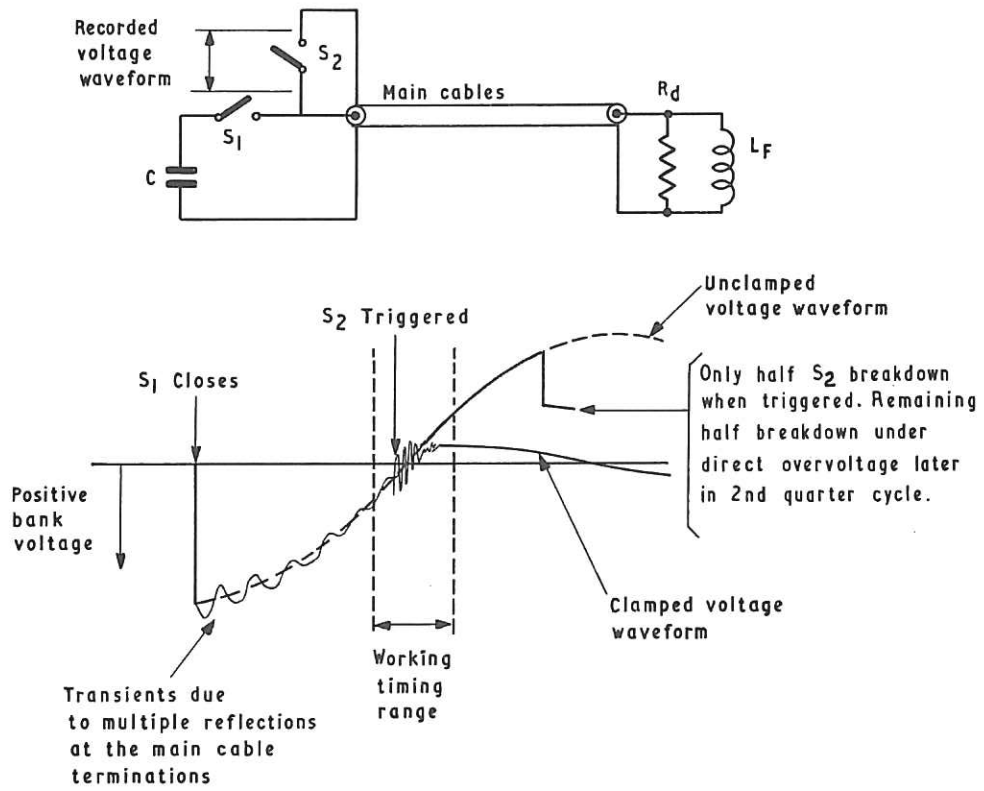 Recorded
voltage
waveform
S2
S1
C
Main cables
Rd
LF
Unclamped
voltage waveform
S2 Triggered
S1 Closes
Only half S2 breakdown
when triggered. Remaining
half breakdown under
direct overvoltage later
in 2nd quarter cycle.
Positive
bank
voltage
Clamped voltage
waveform
Working
timing
range
Transients due
to multiple reflections
at the main cable
terminations